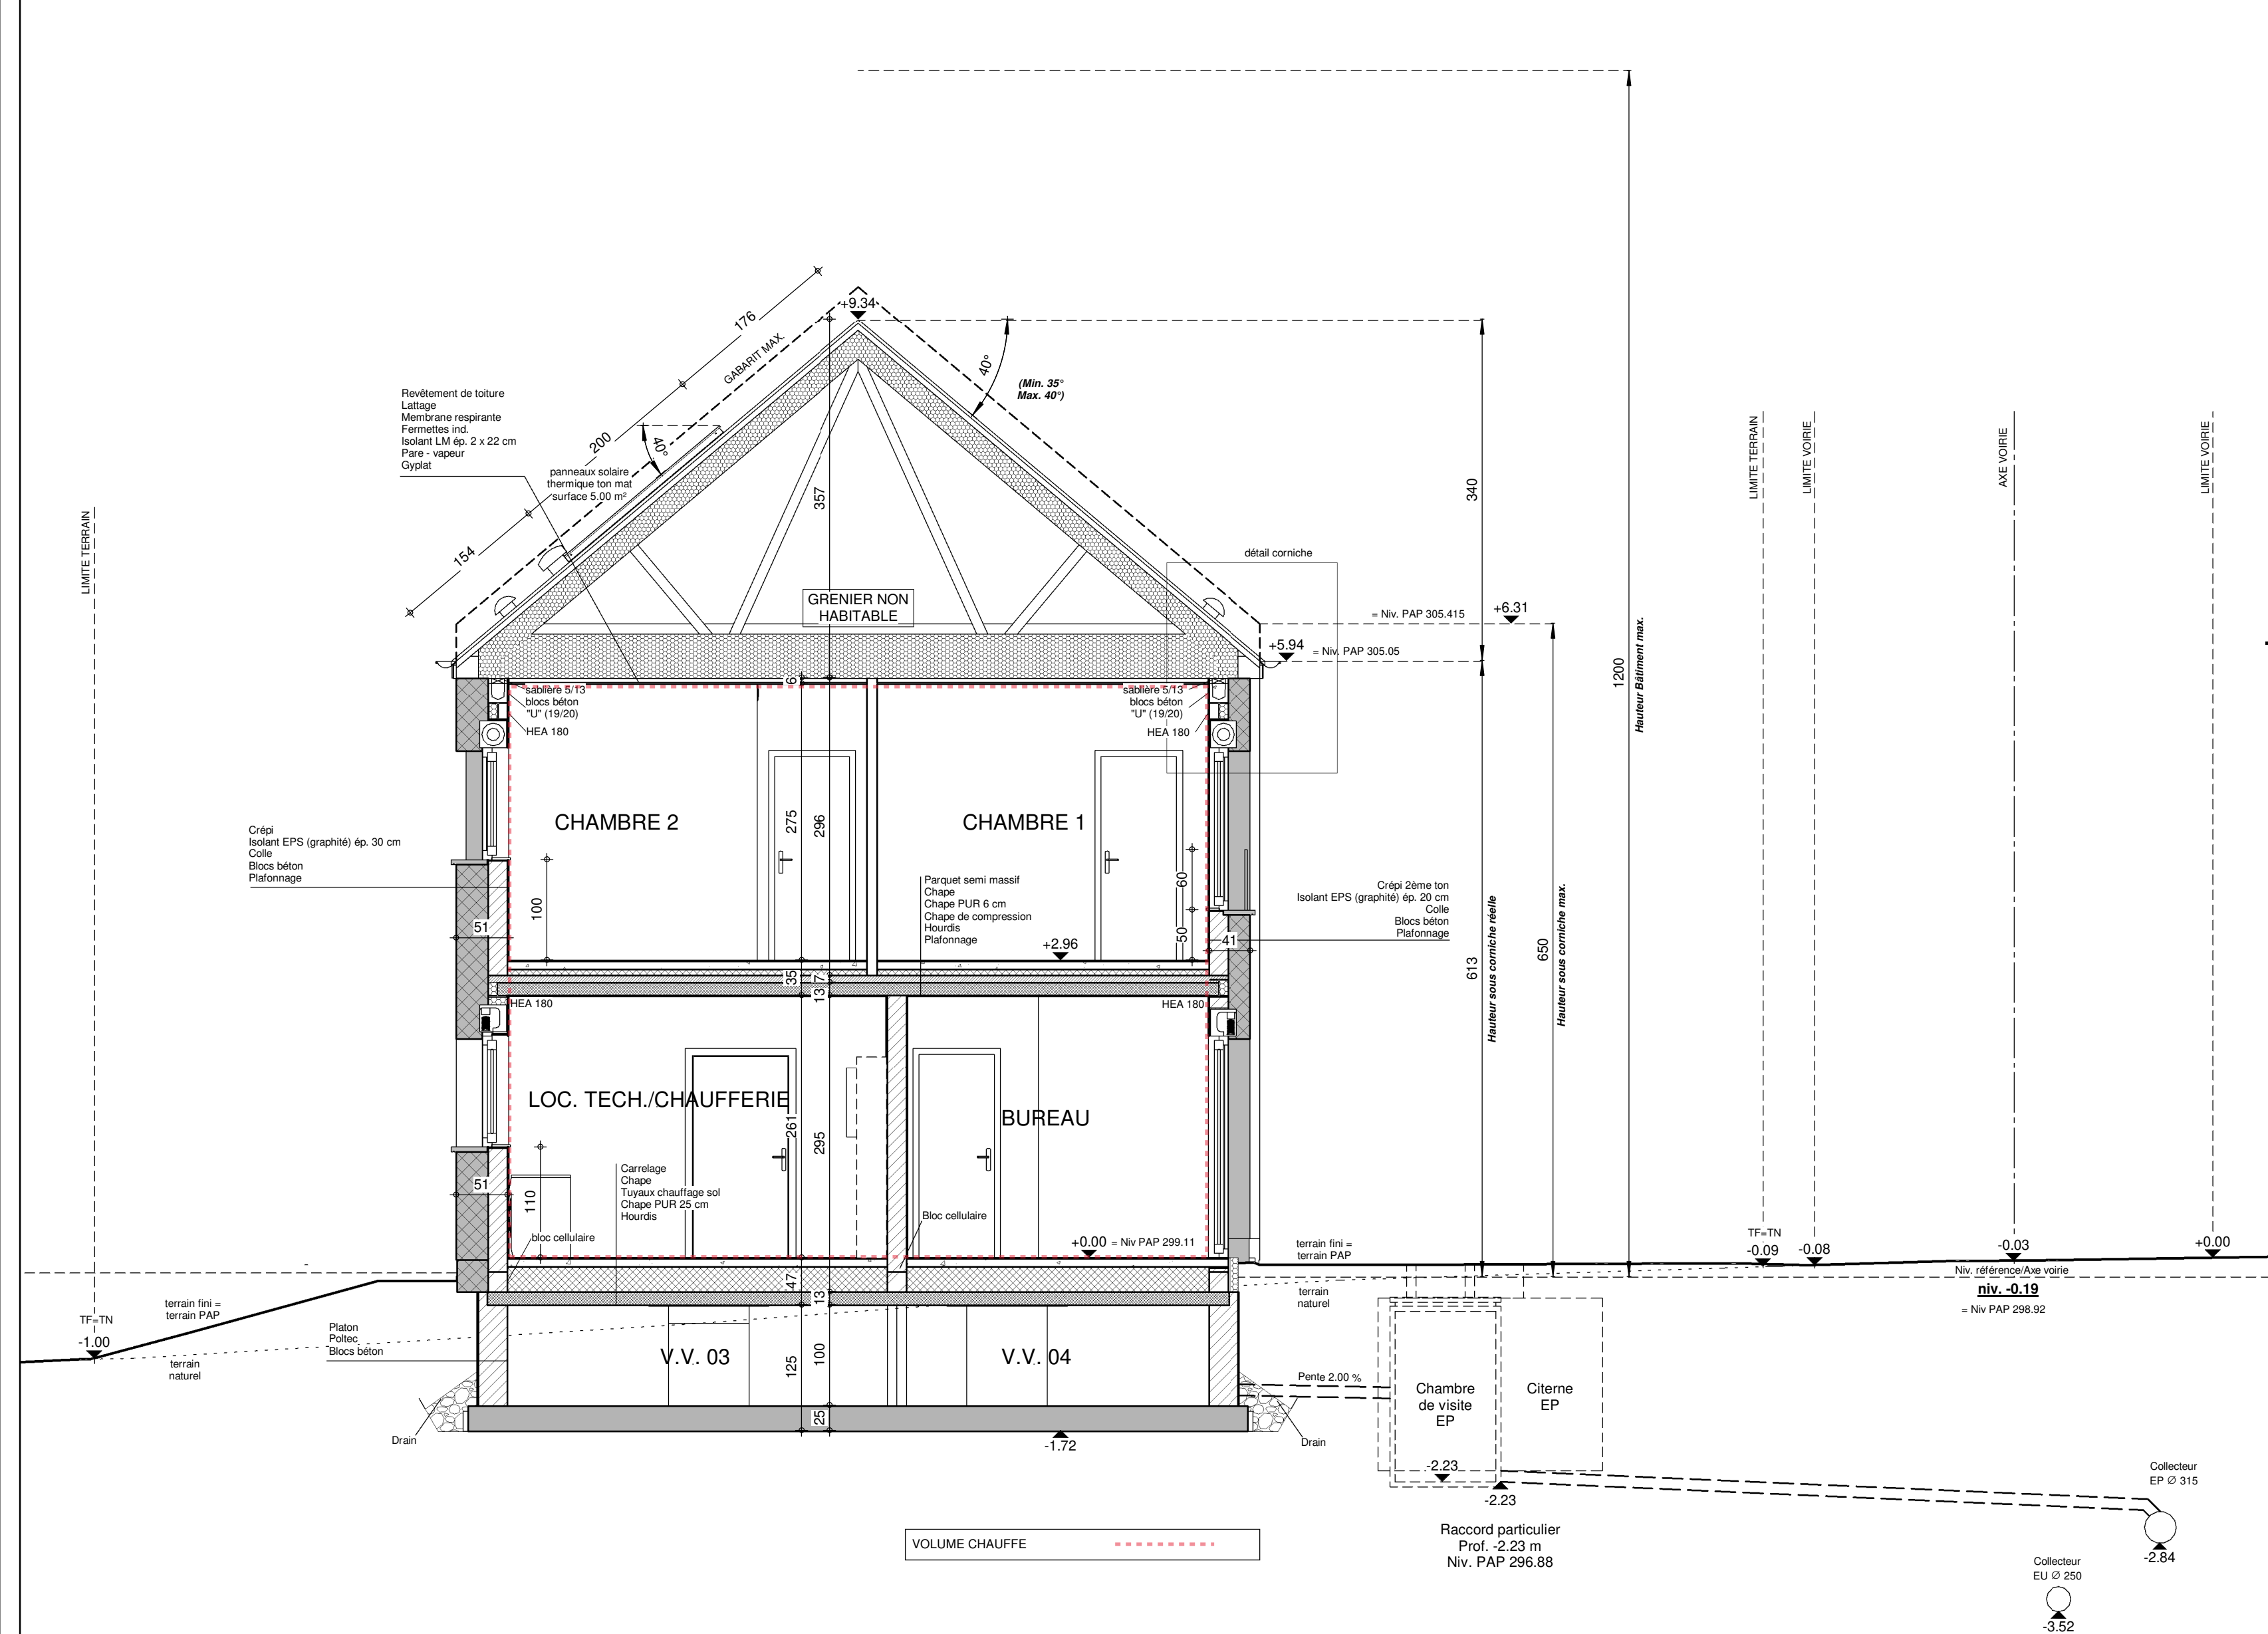 +9.34
176
GABARIT MAX.
40°
(Min. 35°
Max. 40°)
Revêtement de toiture
Lattage
Membrane respirante
Fermettes ind.
Isolant LM ép. 2 x 22 cm
Pare - vapeur
Gyplat
200
40°
panneaux solaire
thermique ton mat
surface 5.00 m²
154
357
340
LIMITE TERRAIN
LIMITE TERRAIN
LIMITE VOIRIE
AXE VOIRIE
LIMITE VOIRIE
détail corniche
GRENIER NON
HABITABLE
= Niv. PAP 305.415
+6.31
+5.94
= Niv. PAP 305.05
1200
Hauteur Bâtiment max.
6
sablière 5/13
blocs béton
"U" (19/20)
HEA 180
sablière 5/13
blocs béton
"U" (19/20)
HEA 180
CHAMBRE 2
275
296
CHAMBRE 1
Crépi
Isolant EPS (graphité) ép. 30 cm
Colle
Blocs béton
Plafonnage
100
51
Parquet semi massif
Chape
Chape PUR 6 cm
Chape de compression
Hourdis
Plafonnage
60
50
41
+2.96
Crépi 2ème ton
Isolant EPS (graphité) ép. 20 cm
Colle
Blocs béton
Plafonnage
613
Hauteur sous corniche réelle
650
Hauteur sous corniche max.
35
7
13
HEA 180
HEA 180
LOC. TECH./CHAUFFERIE
261
295
BUREAU
51
110
Carrelage
Chape
Tuyaux chauffage sol
Chape PUR 25 cm
Hourdis
bloc cellulaire
Bloc cellulaire
+0.00 = Niv PAP 299.11
terrain fini =
terrain PAP
TF=TN
-0.09
-0.08
-0.03
+0.00
Niv. référence/Axe voirie
niv. -0.19
= Niv PAP 298.92
terrain
naturel
47
13
terrain fini =
terrain PAP
TF=TN
-1.00
terrain
naturel
Platon
Poltec
Blocs béton
V.V. 03
125
100
V.V. 04
25
Drain
Drain
-1.72
Pente 2.00 %
Chambre
de visite
EP
Citerne
EP
-2.23
-2.23
Raccord particulier
Prof. -2.23 m
Niv. PAP 296.88
Collecteur
EP Ø 315
-2.84
Collecteur
EU Ø 250
-3.52
VOLUME CHAUFFE